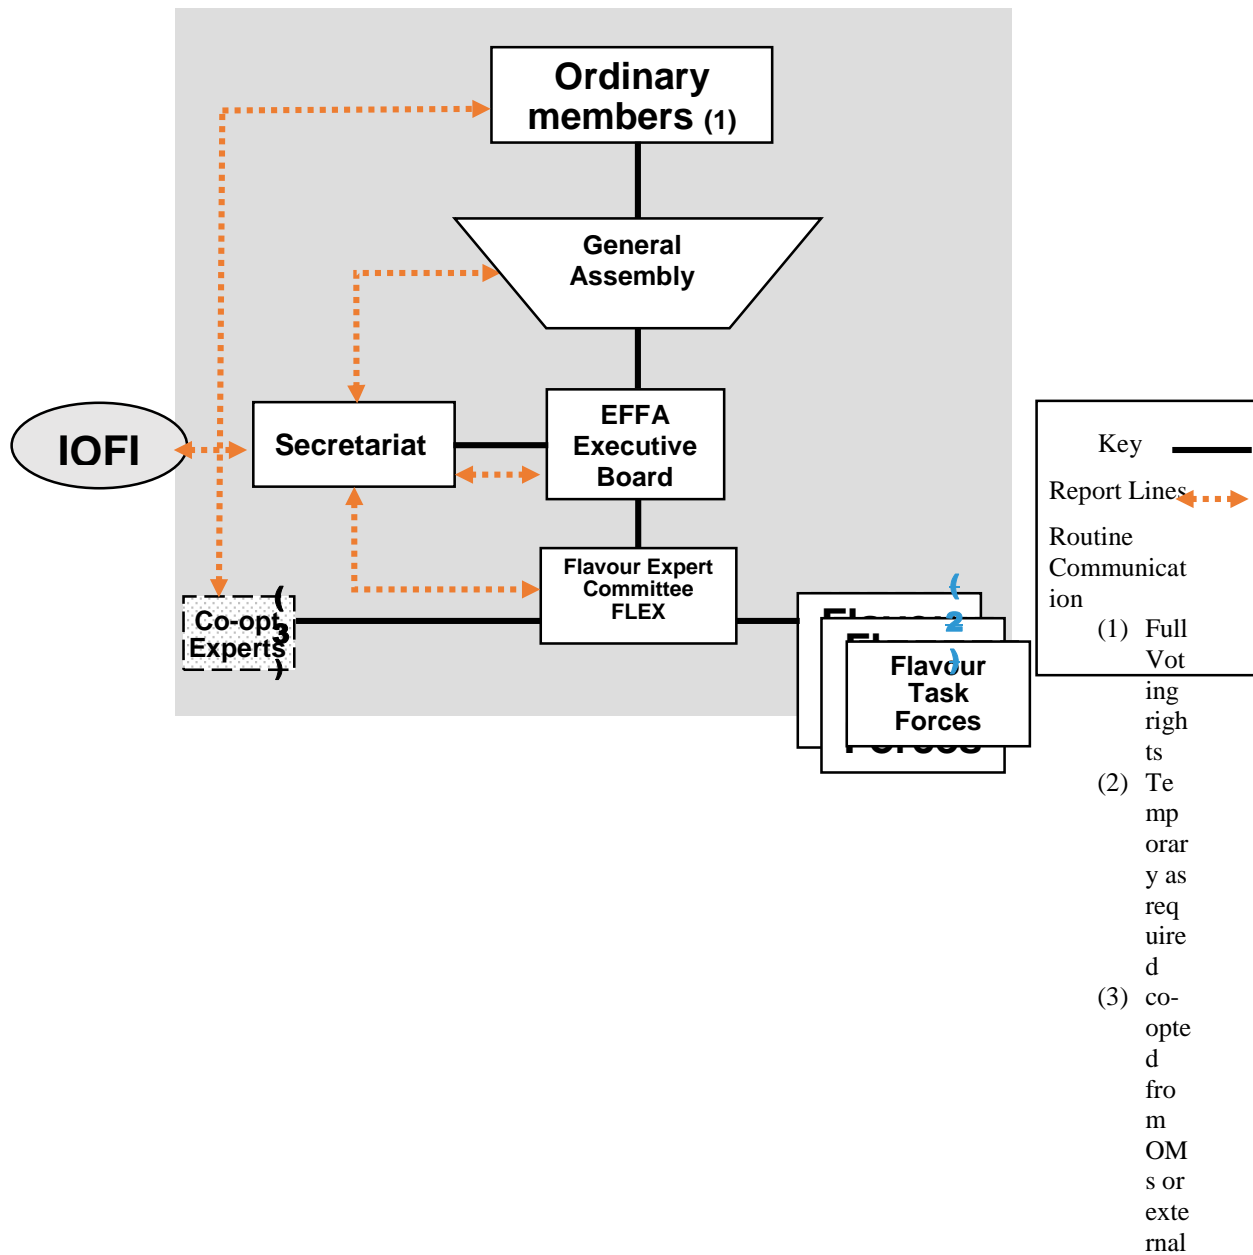 Ordinary
members (1)
General
Assembly
IOFI
Secretariat
EFFA
Executive
Board
Flavour Expert
Committee
FLEX
Co-opt
Experts
(
3
)
(
2
)
Flavour
Task
Forces
Forces
Key
Report Lines
Routine
Communicat
ion
(1) Full
Vot
ing
righ
ts
(2) Te
mp
orar
y as
req
uire
d
(3) co-
opte
d
fro
m
OM
s or
exte
rnal